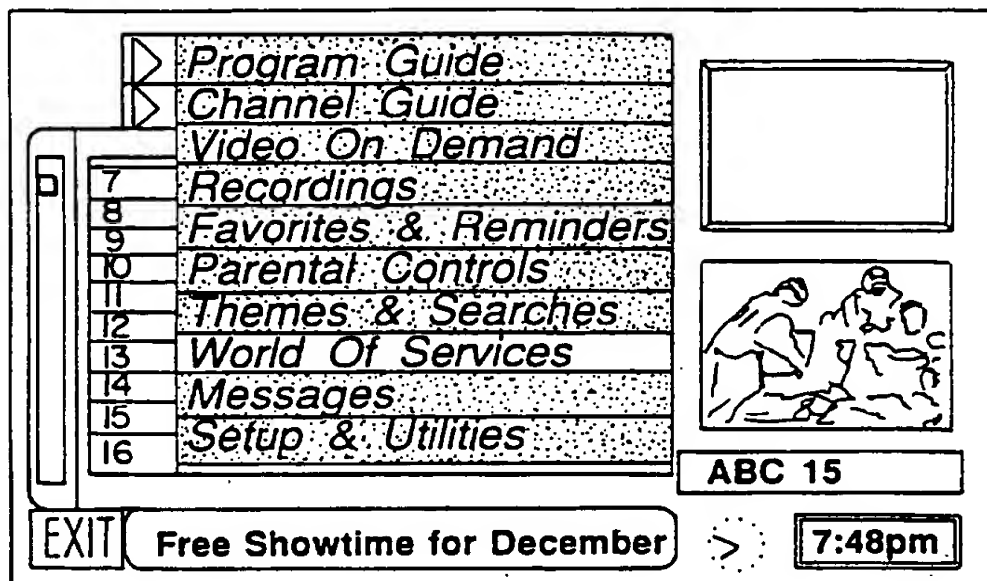 Program Guide
Channel Guide
Video On Demand
7 Recordings
8
9 Favorites & Reminders
10 Parental Controls
11
12 Themes & Searches
13 World Of Services
14 Messages
15 Setup & Utilities
16
ABC 15
EXIT Free Showtime for December > 7:48pm